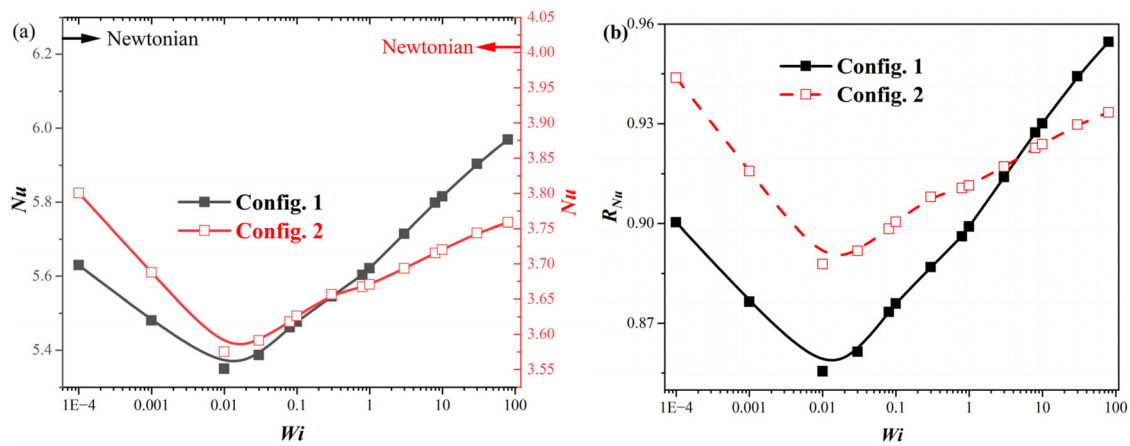 (a)
Newtonian
Newtonian
Config. 1
Config. 2
6.2
6.0
5.8
5.6
5.4
Nu
4.05
4.00
3.95
3.90
3.85
3.80
3.75
3.70
3.65
3.60
3.55
Nu
1E−4 0.001 0.01 0.1 1 10 100
Wi
(b)
Config. 1
Config. 2
0.96
0.93
0.90
0.87
R_Nu
1E−4 0.001 0.01 0.1 1 10 100
Wi